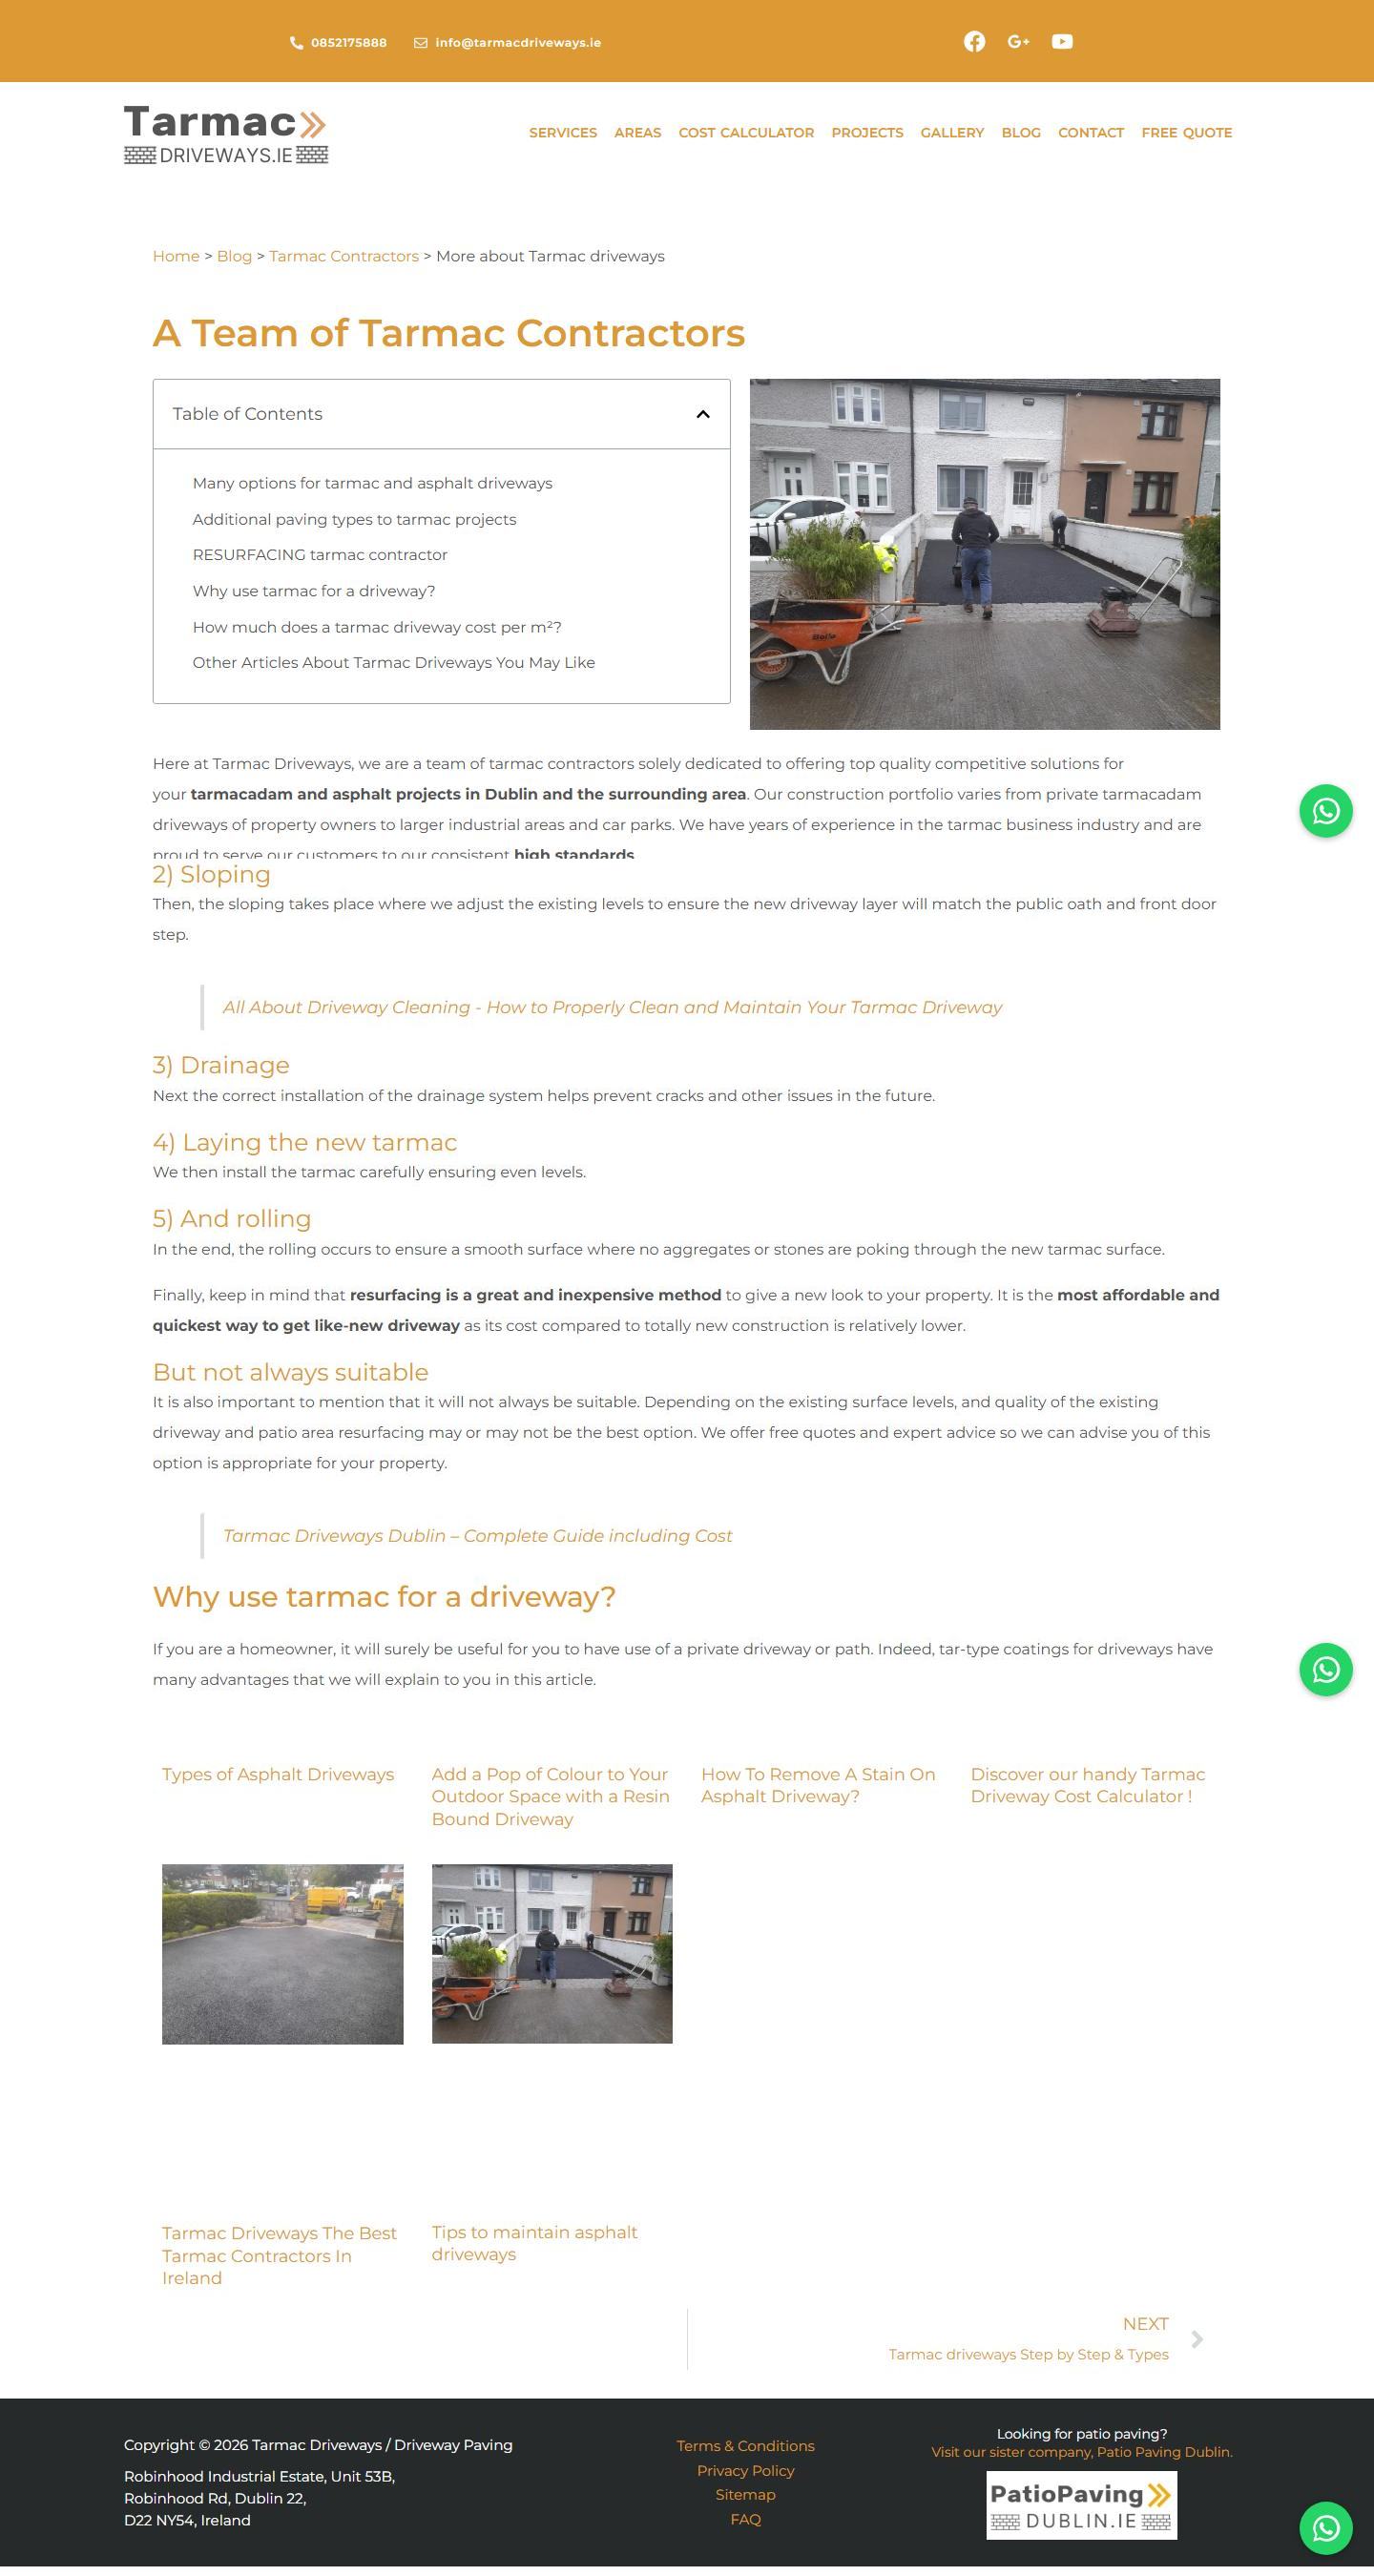 0852175888
info@tarmacdriveways.ie
Tarmac
DRIVEWAYS.IE
SERVICES AREAS COST CALCULATOR PROJECTS GALLERY BLOG CONTACT FREE QUOTE
Home > Blog > Tarmac Contractors > More about Tarmac driveways
A Team of Tarmac Contractors
Table of Contents
Many options for tarmac and asphalt driveways
Additional paving types to tarmac projects
RESURFACING tarmac contractor
Why use tarmac for a driveway?
How much does a tarmac driveway cost per m²?
Other Articles About Tarmac Driveways You May Like
Here at Tarmac Driveways, we are a team of tarmac contractors solely dedicated to offering top quality competitive solutions for
your tarmacadam and asphalt projects in Dublin and the surrounding area. Our construction portfolio varies from private tarmacadam
driveways of property owners to larger industrial areas and car parks. We have years of experience in the tarmac business industry and are
proud to serve our customers to our consistent high standards.
2) Sloping
Then, the sloping takes place where we adjust the existing levels to ensure the new driveway layer will match the public oath and front door
step.
All About Driveway Cleaning - How to Properly Clean and Maintain Your Tarmac Driveway
3) Drainage
Next the correct installation of the drainage system helps prevent cracks and other issues in the future.
4) Laying the new tarmac
We then install the tarmac carefully ensuring even levels.
5) And rolling
In the end, the rolling occurs to ensure a smooth surface where no aggregates or stones are poking through the new tarmac surface.
Finally, keep in mind that resurfacing is a great and inexpensive method to give a new look to your property. It is the most affordable and
quickest way to get like-new driveway as its cost compared to totally new construction is relatively lower.
But not always suitable
It is also important to mention that it will not always be suitable. Depending on the existing surface levels, and quality of the existing
driveway and patio area resurfacing may or may not be the best option. We offer free quotes and expert advice so we can advise you of this
option is appropriate for your property.
Tarmac Driveways Dublin – Complete Guide including Cost
Why use tarmac for a driveway?
If you are a homeowner, it will surely be useful for you to have use of a private driveway or path. Indeed, tar-type coatings for driveways have
many advantages that we will explain to you in this article.
Types of Asphalt Driveways
Add a Pop of Colour to Your
Outdoor Space with a Resin
Bound Driveway
How To Remove A Stain On
Asphalt Driveway?
Discover our handy Tarmac
Driveway Cost Calculator !
Tarmac Driveways The Best
Tarmac Contractors In
Ireland
Tips to maintain asphalt
driveways
NEXT
Tarmac driveways Step by Step & Types
Copyright © 2026 Tarmac Driveways / Driveway Paving
Robinhood Industrial Estate, Unit 53B,
Robinhood Rd, Dublin 22,
D22 NY54, Ireland
Terms & Conditions
Privacy Policy
Sitemap
FAQ
Looking for patio paving?
Visit our sister company, Patio Paving Dublin.
PatioPaving
DUBLIN.IE